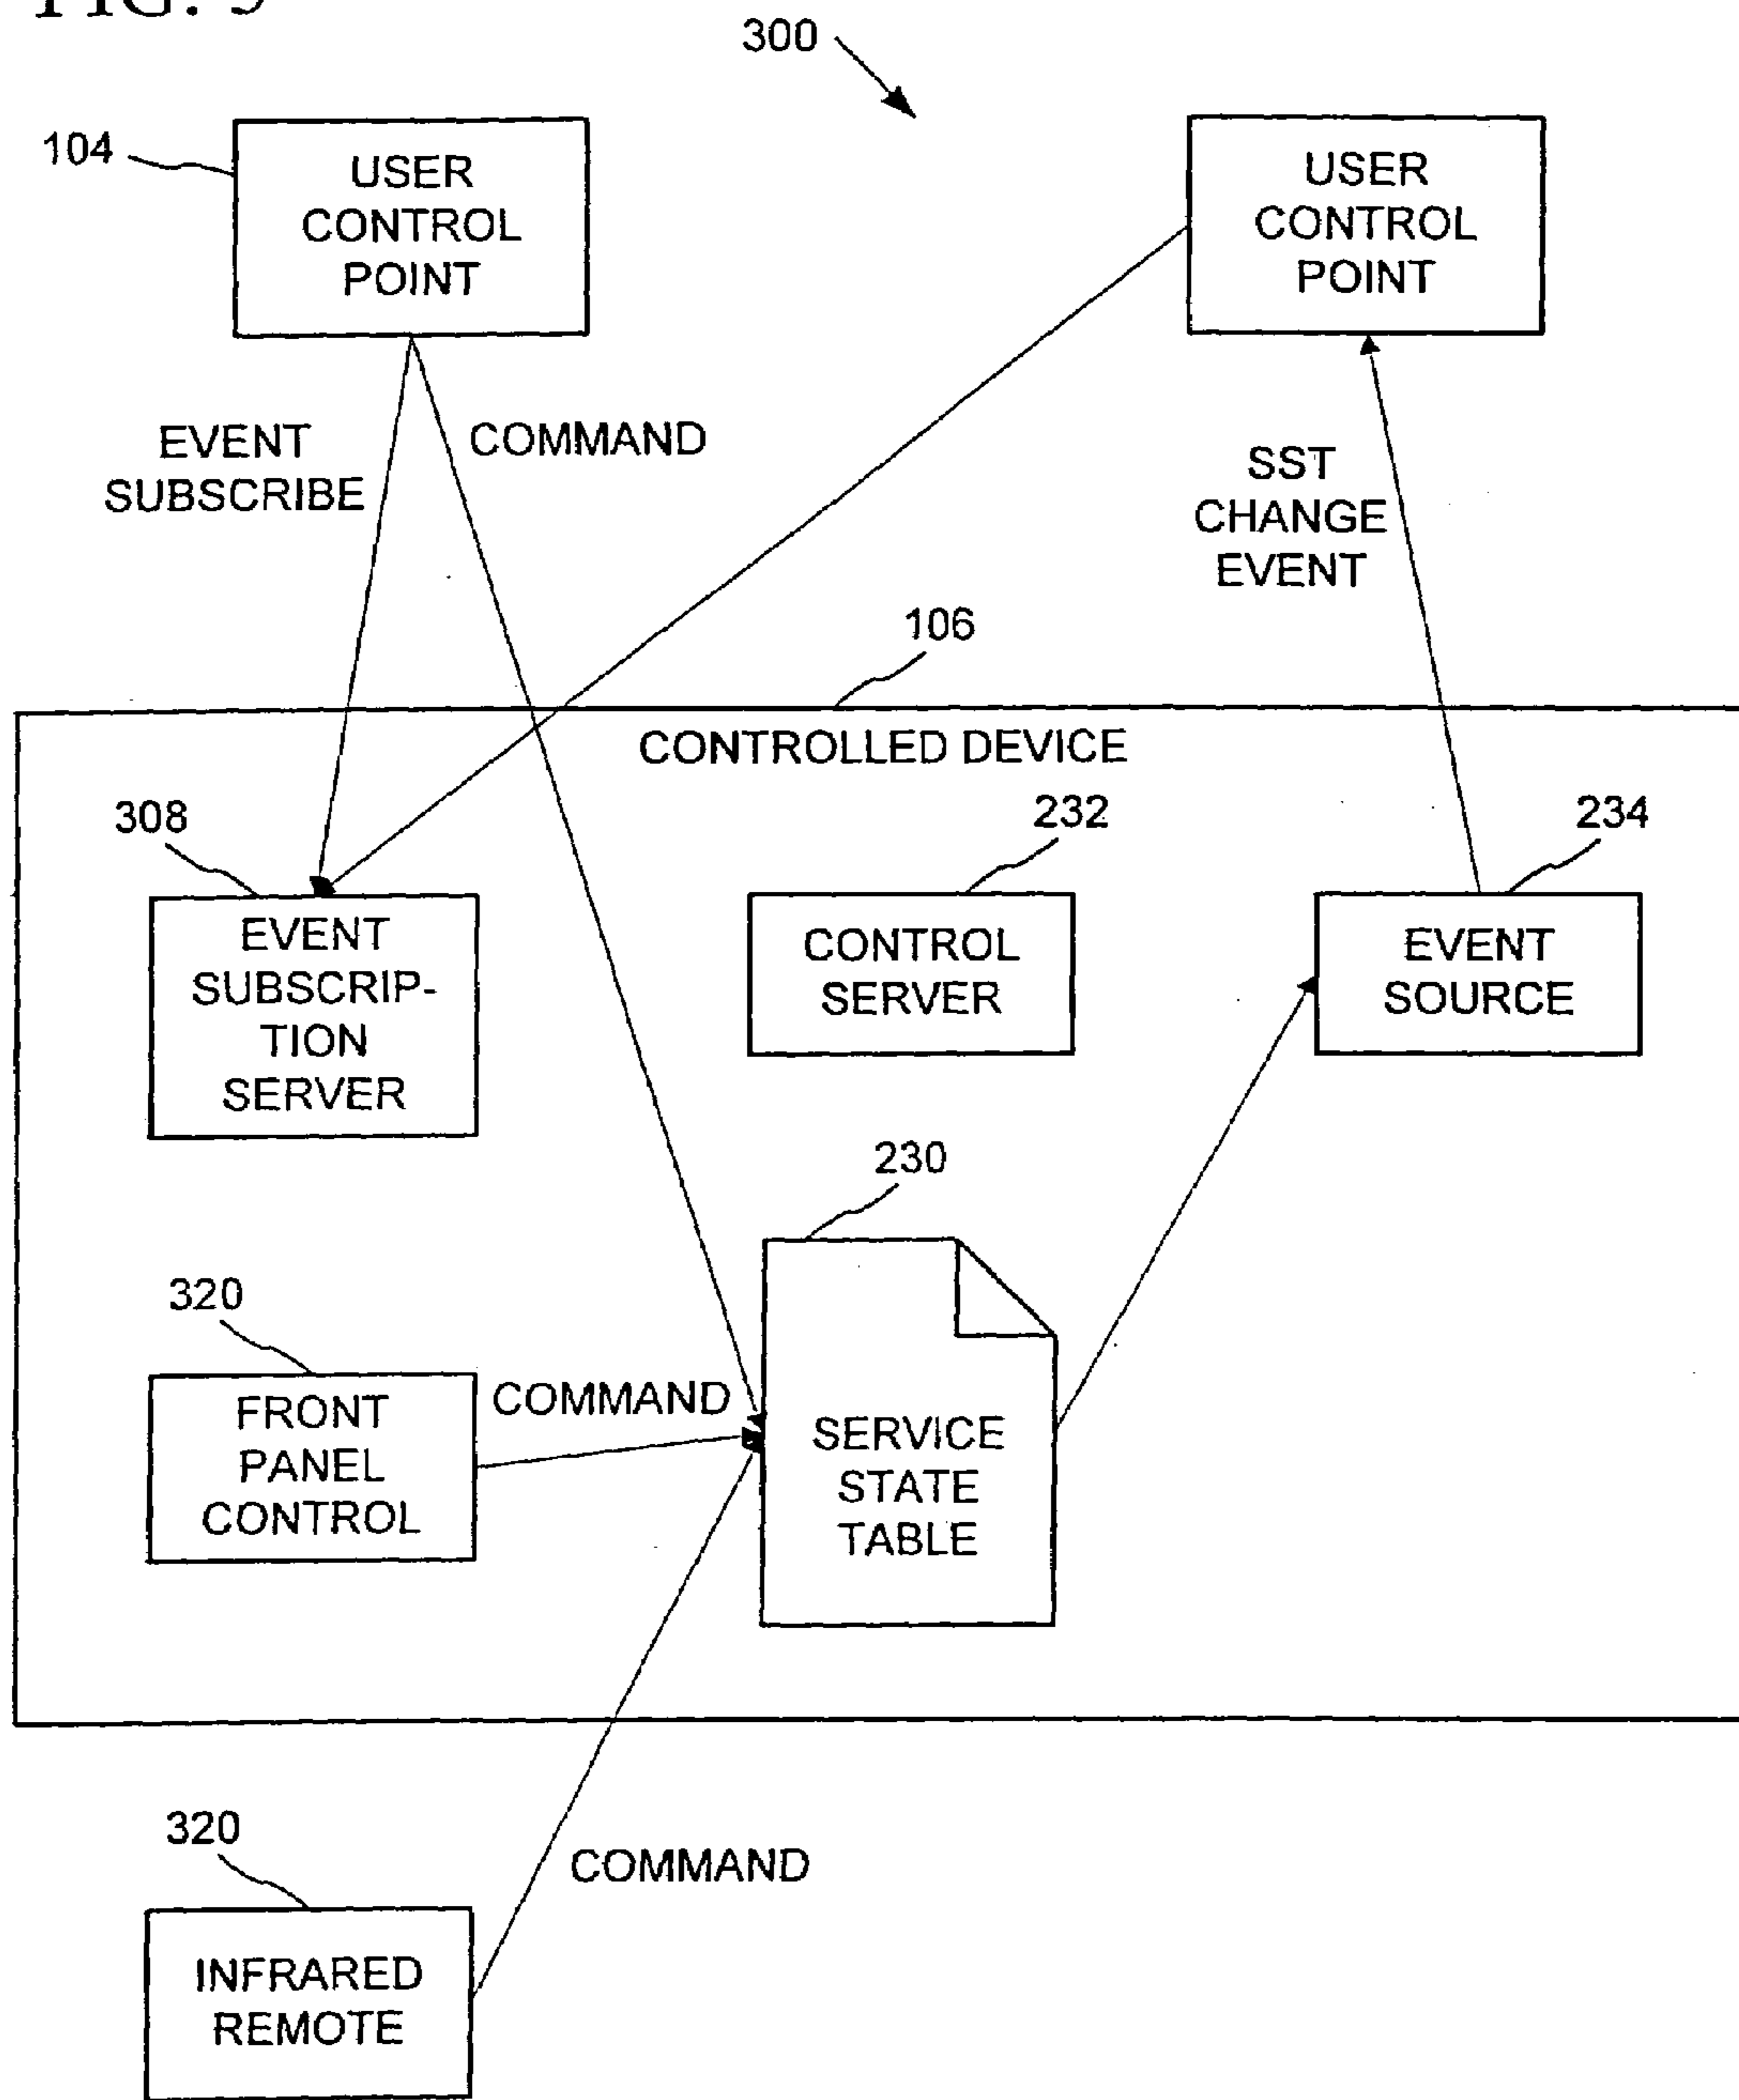 300
104
USER
CONTROL
POINT
USER
CONTROL
POINT
EVENT
SUBSCRIBE
COMMAND
SST
CHANGE
EVENT
106
CONTROLLED DEVICE
308
232
234
EVENT
SUBSCRIP-
TION
SERVER
CONTROL
SERVER
EVENT
SOURCE
230
320
FRONT
PANEL
CONTROL
COMMAND
SERVICE
STATE
TABLE
320
COMMAND
INFRARED
REMOTE